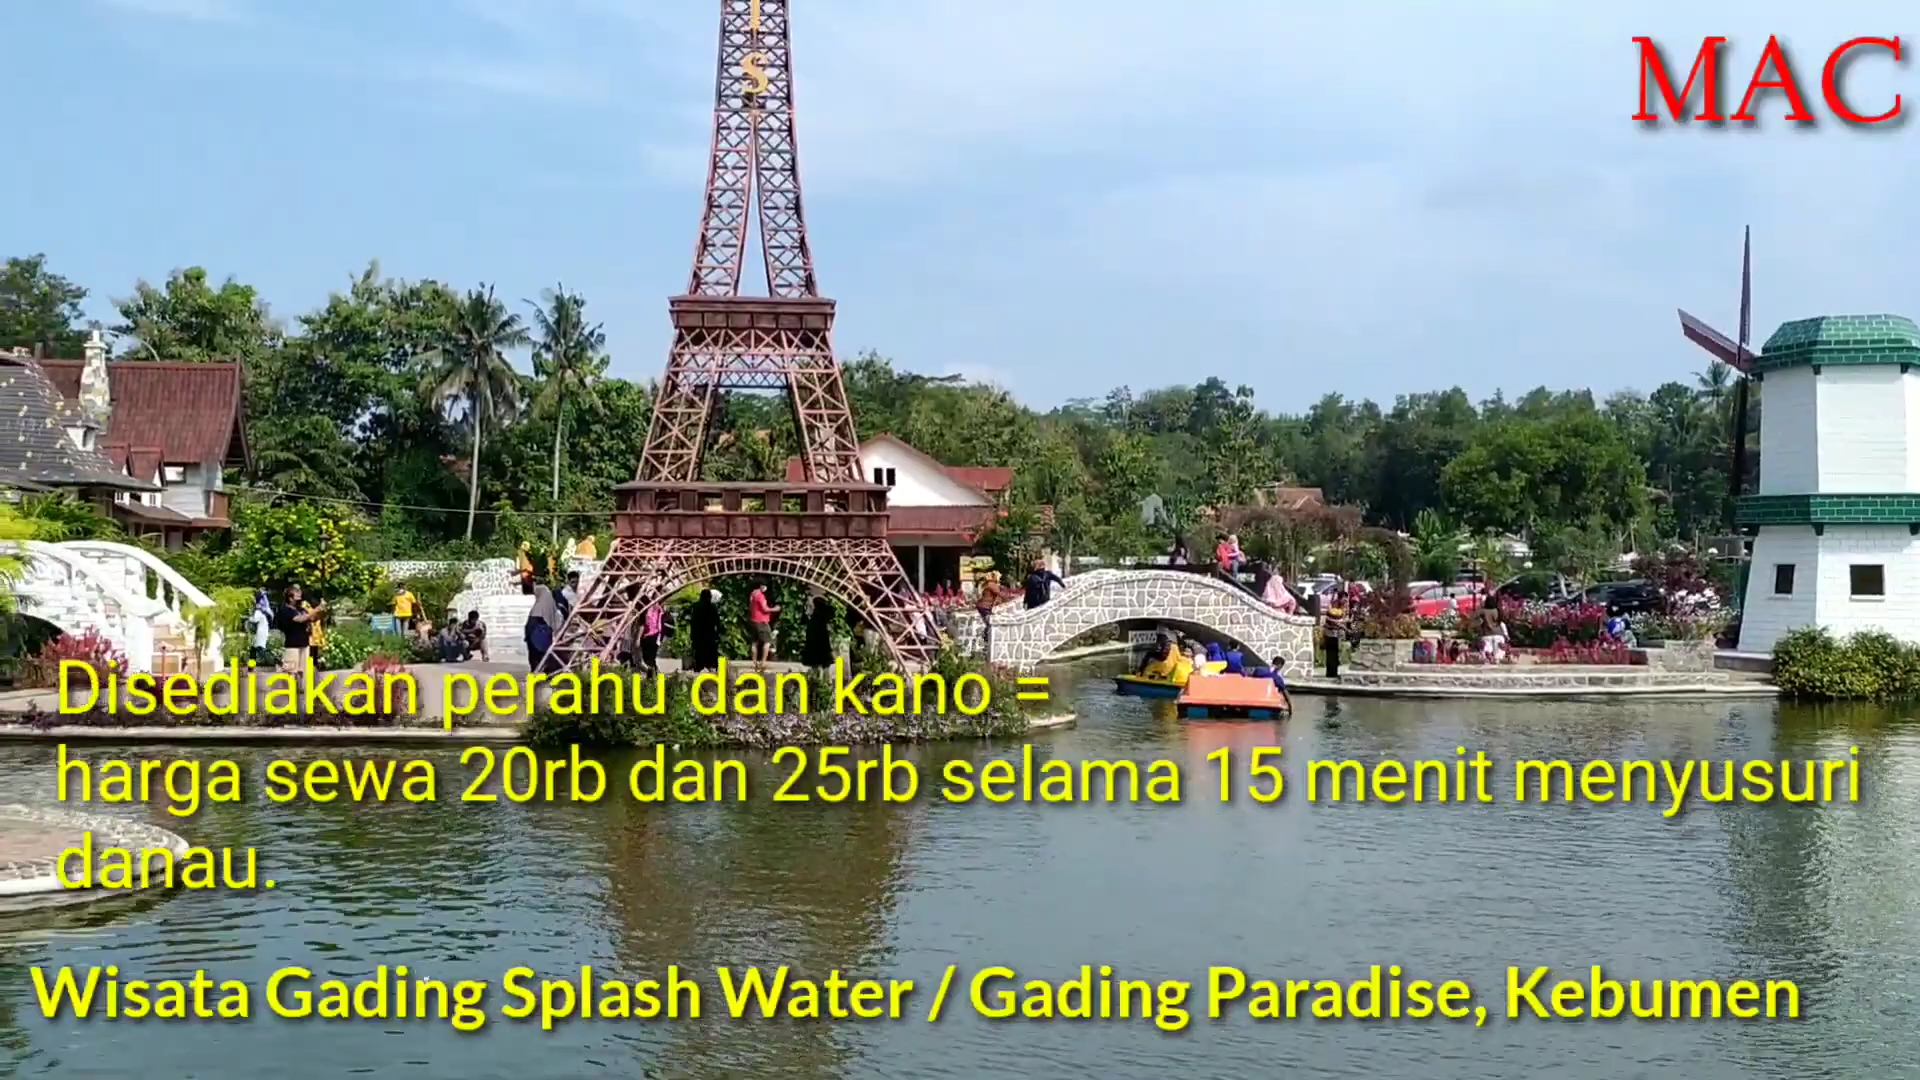 I
S
MAC
Disediakan perahu dan kano =
harga sewa 20rb dan 25rb selama 15 menit menyusuri
danau.
Wisata Gading Splash Water / Gading Paradise, Kebumen